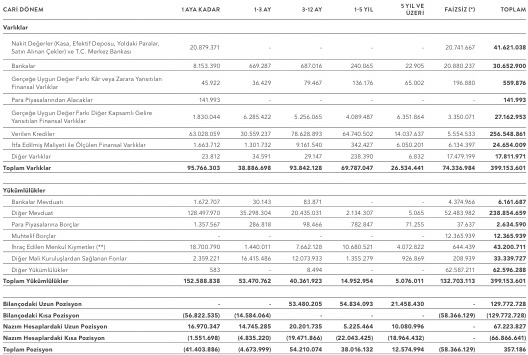 CARİ DÖNEM 1 AYA KADAR 1-3 AY 3-12 AY 1-5 YIL 5 YIL VE ÜZERİ FAİZSİZ (*) TOPLAM
Varlıklar
Nakit Değerler (Kasa, Efektif Deposu, Yoldaki Paralar,
Satın Alınan Çekler) ve T.C. Merkez Bankası 20.879.371 - - - - 20.741.667 41.621.038
Bankalar 8.153.390 669.287 687.016 240.065 22.905 20.880.237 30.652.900
Gerçeğe Uygun Değer Farkı Kâr veya Zarara Yansıtılan
Finansal Varlıklar 45.922 36.429 79.467 136.176 65.002 196.880 559.876
Para Piyasalarından Alacaklar 141.993 - - - - - 141.993
Gerçeğe Uygun Değer Farkı Diğer Kapsamlı Gelire
Yansıtılan Finansal Varlıklar 1.830.044 6.285.422 5.256.065 4.089.487 6.351.864 3.350.071 27.162.953
Verilen Krediler 63.028.059 30.559.237 78.628.893 64.740.502 14.037.637 5.554.533 256.548.861
İtfa Edilmiş Maliyeti ile Ölçülen Finansal Varlıklar 1.663.712 1.301.732 9.161.540 342.427 6.050.201 6.134.397 24.654.009
Diğer Varlıklar 23.812 34.591 29.147 238.390 6.832 17.479.199 17.811.971
Toplam Varlıklar 95.766.303 38.886.698 93.842.128 69.787.047 26.534.441 74.336.984 399.153.601
Yükümlülükler
Bankalar Mevduatı 1.672.707 30.143 83.871 - - 4.374.966 6.161.687
Diğer Mevduat 128.497.970 35.298.304 20.435.031 2.134.307 5.065 52.483.982 238.854.659
Para Piyasalarına Borçlar 1.357.567 286.818 98.466 782.847 71.255 37.637 2.634.590
Muhtelif Borçlar - - - - - 12.365.939 12.365.939
İhraç Edilen Menkul Kıymetler (**) 18.700.790 1.440.011 7.662.128 10.680.521 4.072.822 644.439 43.200.711
Diğer Mali Kuruluşlardan Sağlanan Fonlar 2.359.221 16.415.486 12.073.933 1.355.279 926.869 208.939 33.339.727
Diğer Yükümlülükler 583 - 8.494 - - 62.587.211 62.596.288
Toplam Yükümlülükler 152.588.838 53.470.762 40.361.923 14.952.954 5.076.011 132.703.113 399.153.601
Bilançodaki Uzun Pozisyon - - 53.480.205 54.834.093 21.458.430 - 129.772.728
Bilançodaki Kısa Pozisyon (56.822.535) (14.584.064) - - - (58.366.129) (129.772.728)
Nazım Hesaplardaki Uzun Pozisyon 16.970.347 14.745.285 20.201.735 5.225.464 10.080.996 - 67.223.827
Nazım Hesaplardaki Kısa Pozisyon (1.551.698) (4.835.220) (19.471.866) (22.043.425) (18.964.432) - (66.866.641)
Toplam Pozisyon (41.403.886) (4.673.999) 54.210.074 38.016.132 12.574.994 (58.366.129) 357.186